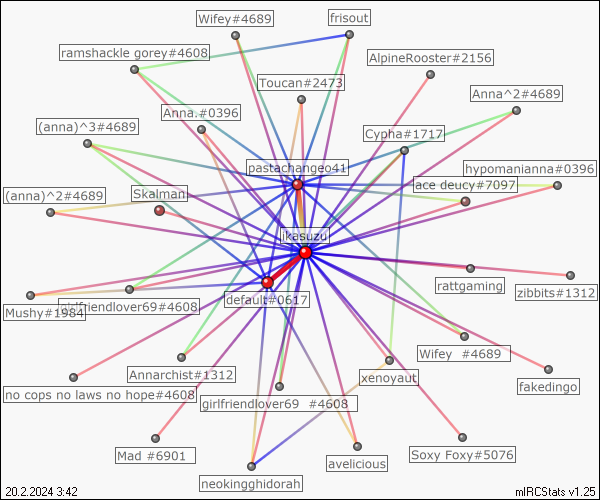 Wifey#4689
frisout
ramshackle gorey#4608
AlpineRooster#2156
Toucan#2473
Anna^2#4689
Anna.#0396
(anna)^3#4689
Cypha#1717
pastachangeo41
hypomanianna#0396
ace deucy#7097
(anna)^2#4689
Skalman.
jkasuzu
rattgaming
zibbits#1312
default#0617
girlfriendlover69#4608
Mushy#1984
Wifey  #4689
Annarchist#1312
xenoyaut
fakedingo
no cops no laws no hope#4608
girlfriendlover69  #4608
Mad #6901
Soxy Foxy#5076
avelicious
neokingghidorah
20.2.2024 3:42
mIRCStats v1.25